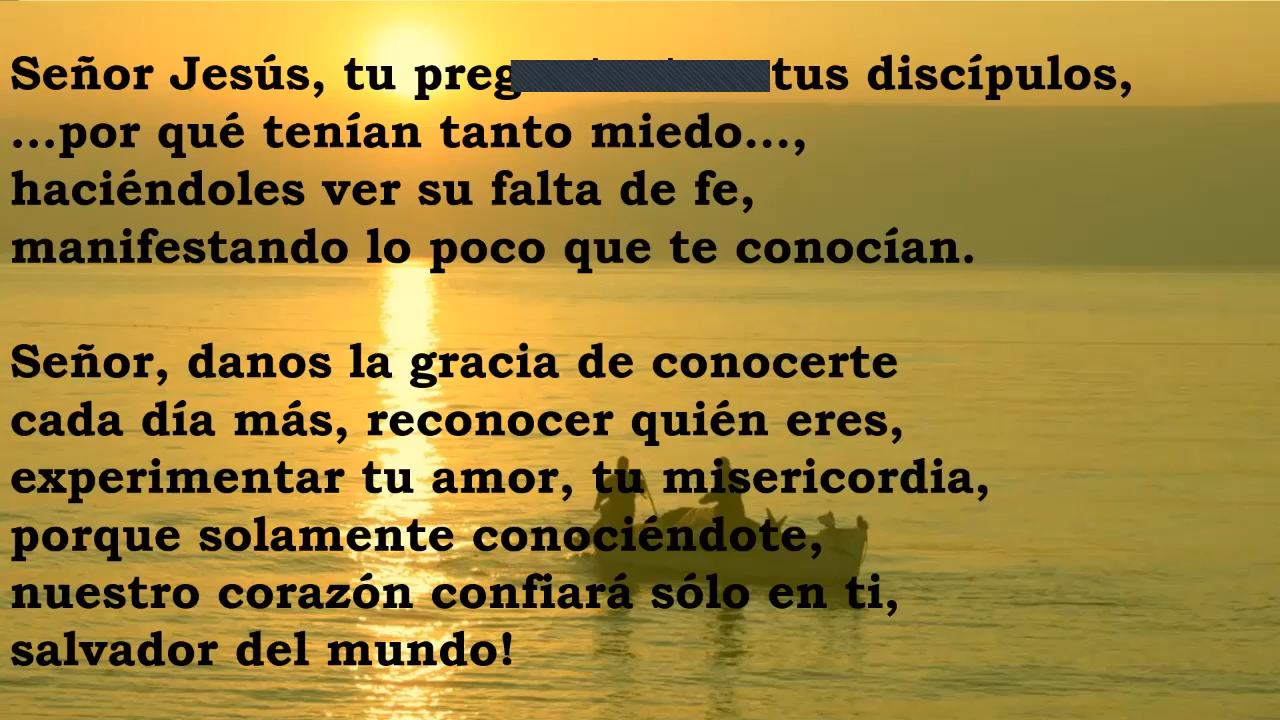 Señor Jesús, tu tus discípulos,
...por qué tenían tanto miedo...,
haciéndoles ver su falta de fe,
manifestando lo poco que te conocían.
Señor, danos la gracia de conocerte
cada día más, reconocer quién eres,
experimentar tu amor, tu misericordia,
porque solamente conociéndote,
nuestro corazón confiará sólo en ti,
salvador del mundo!